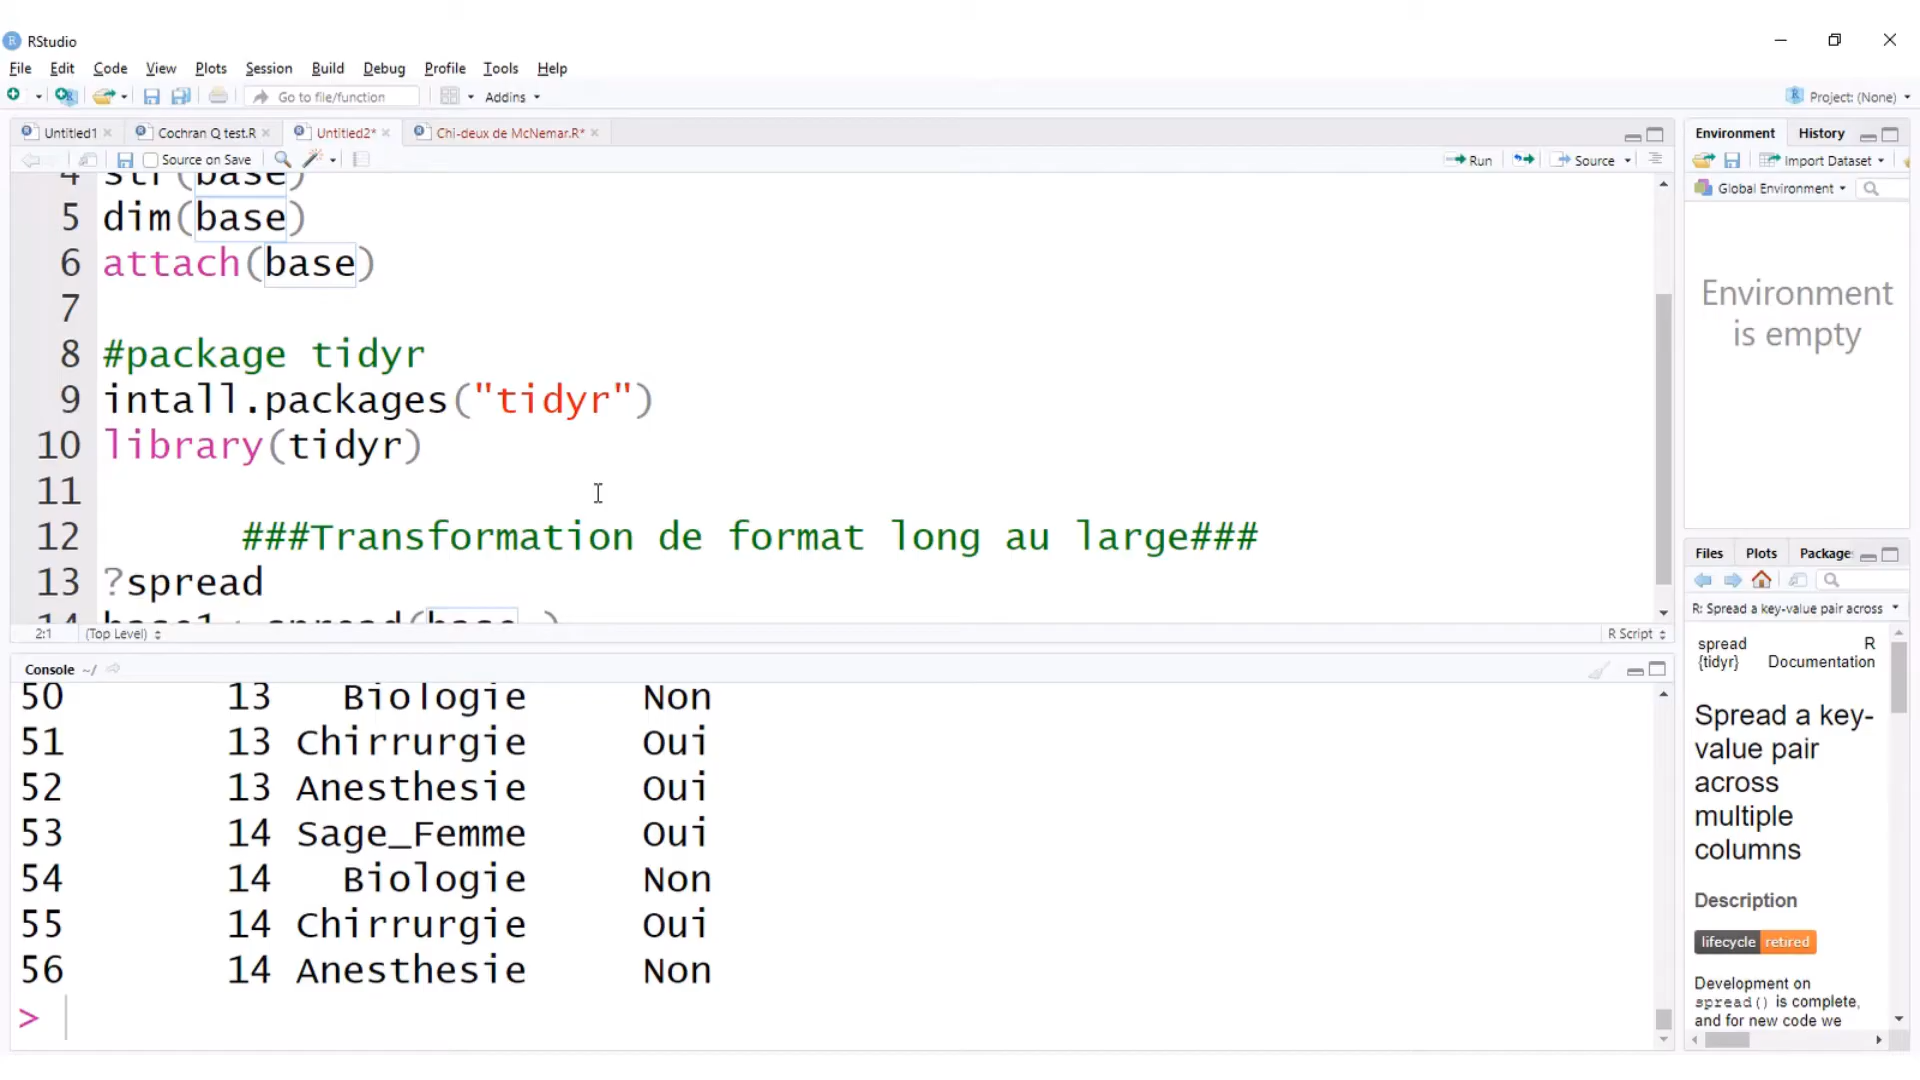 RStudio
File Edit Code View Plots Session Build Debug Profile Tools Help
Go to file/function Addins Project: (None)
Untitled1 Cochran Q test.R Untitled2* Chi-deux de McNemar.R*
Source on Save Run Source
4 str(base)
5 dim(base)
6 attach(base)
7
8 #package tidyr
9 intall.packages("tidyr")
10 library(tidyr)
11
12 ###Transformation de format long au large###
13 ?spread
2:1 (Top Level) R Script
Console ~/
50 13 Biologie Non
51 13 Chirrurgie Oui
52 13 Anesthesie Oui
53 14 Sage_Femme Oui
54 14 Biologie Non
55 14 Chirrurgie Oui
56 14 Anesthesie Non
>
Environment History
Import Dataset
Global Environment
Environment
is empty
Files Plots Package
R: Spread a key-value pair across
spread
{tidyr}
R
Documentation
Spread a key-
value pair
across
multiple
columns
Description
lifecycle retired
Development on
spread() is complete,
and for new code we